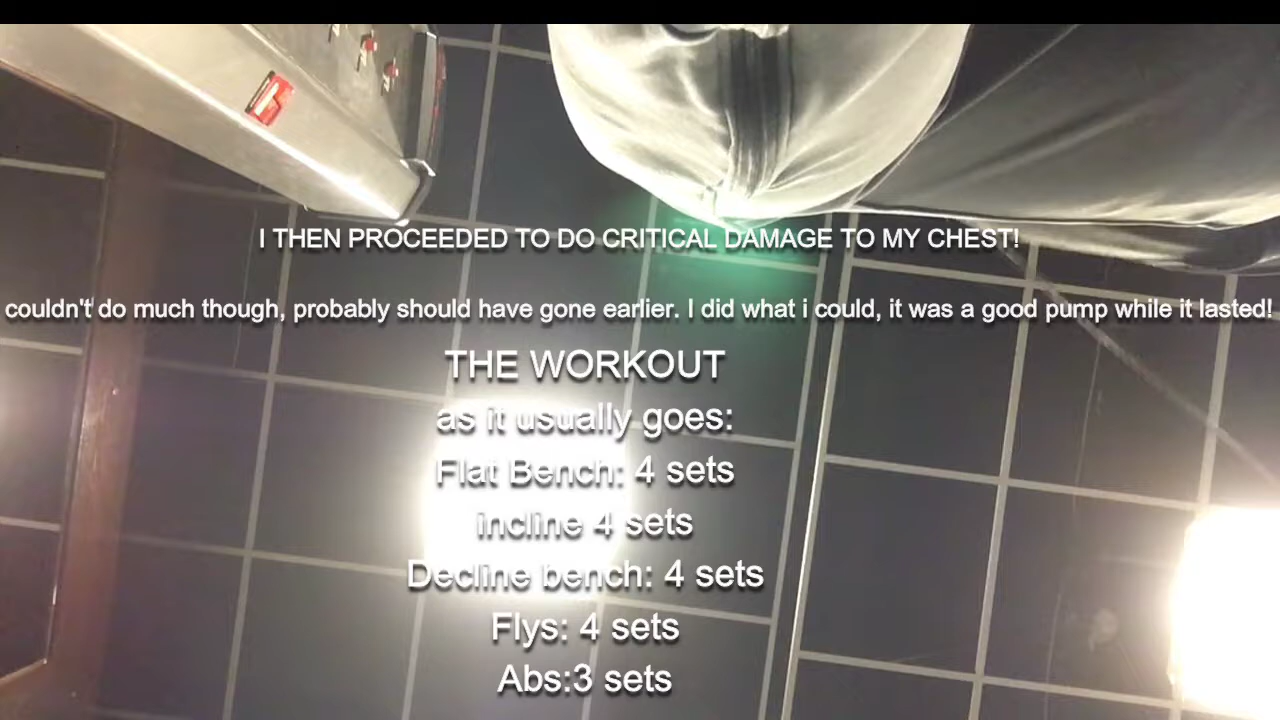 I THEN PROCEEDED TO DO CRITICAL DAMAGE TO MY CHEST!
couldn't do much though, probably should have gone earlier. I did what i could, it was a good pump while it lasted!
THE WORKOUT
as it usually goes:
Flat Bench: 4 sets
incline 4 sets
Decline bench: 4 sets
Flys: 4 sets
Abs:3 sets